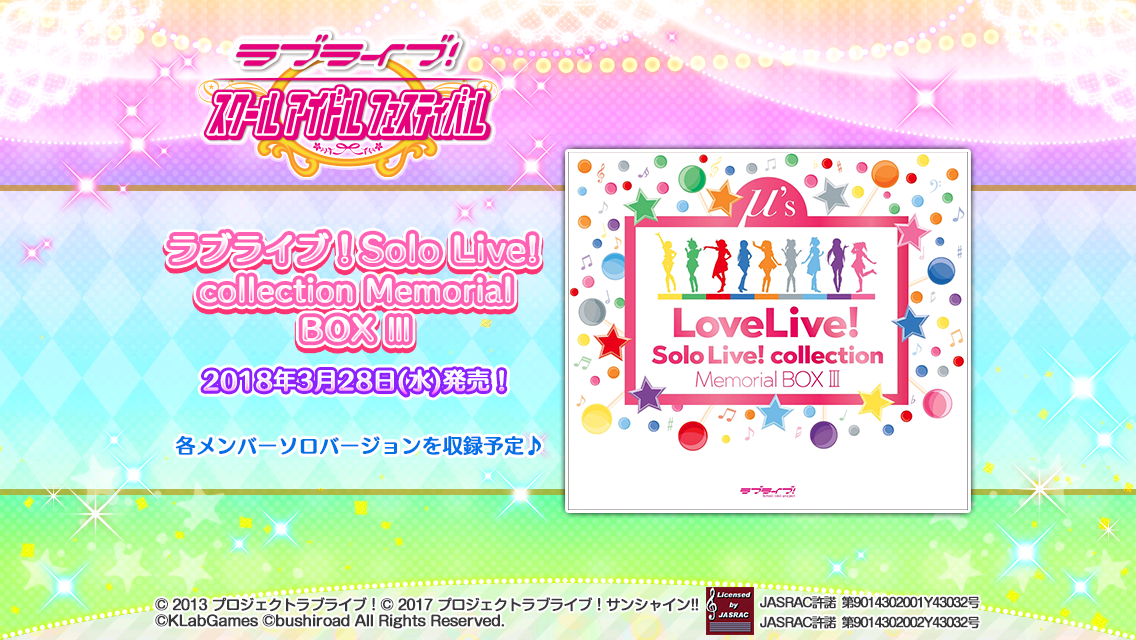 ラブライブ!
スクールアイドルフェスティバル
ラブライブ！Solo Live!
collection Memorial
BOX Ⅲ
2018年3月28日(水)発売！
各メンバーソロバージョンを収録予定♪
μ's
LoveLive!
Solo Live! collection
Memorial BOX Ⅲ
ラブライブ!
© 2013 プロジェクトラブライブ！© 2017 プロジェクトラブライブ！サンシャイン!!
©KLabGames ©bushiroad All Rights Reserved.
Licensed
by
JASRAC
JASRAC許諾 第9014302001Y43032号
JASRAC許諾 第9014302002Y43032号